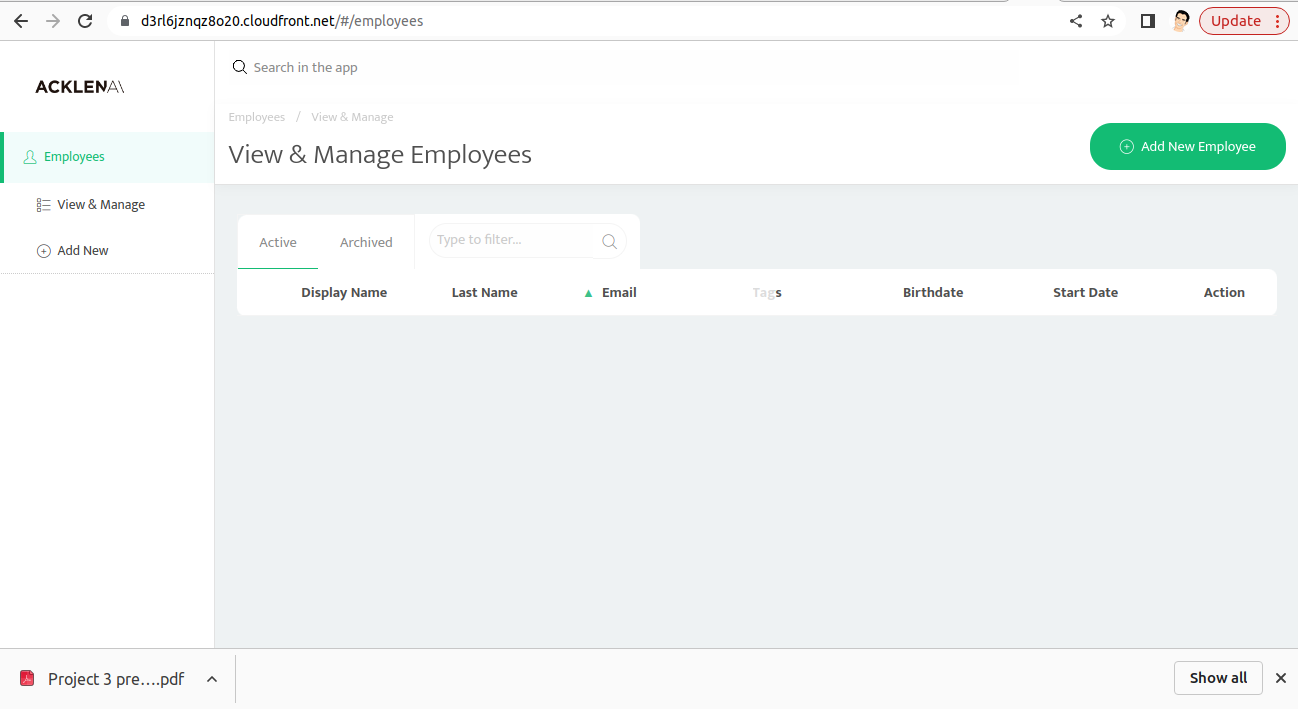 d3rl6jznqz8o20.cloudfront.net/#/employees
Update
ACKLENAV
Search in the app
Employees / View & Manage
View & Manage Employees
Add New Employee
Employees
View & Manage
Add New
Active Archived Type to filter...
Display Name Last Name ▲ Email Tags Birthdate Start Date Action
Project 3 pre....pdf
Show all